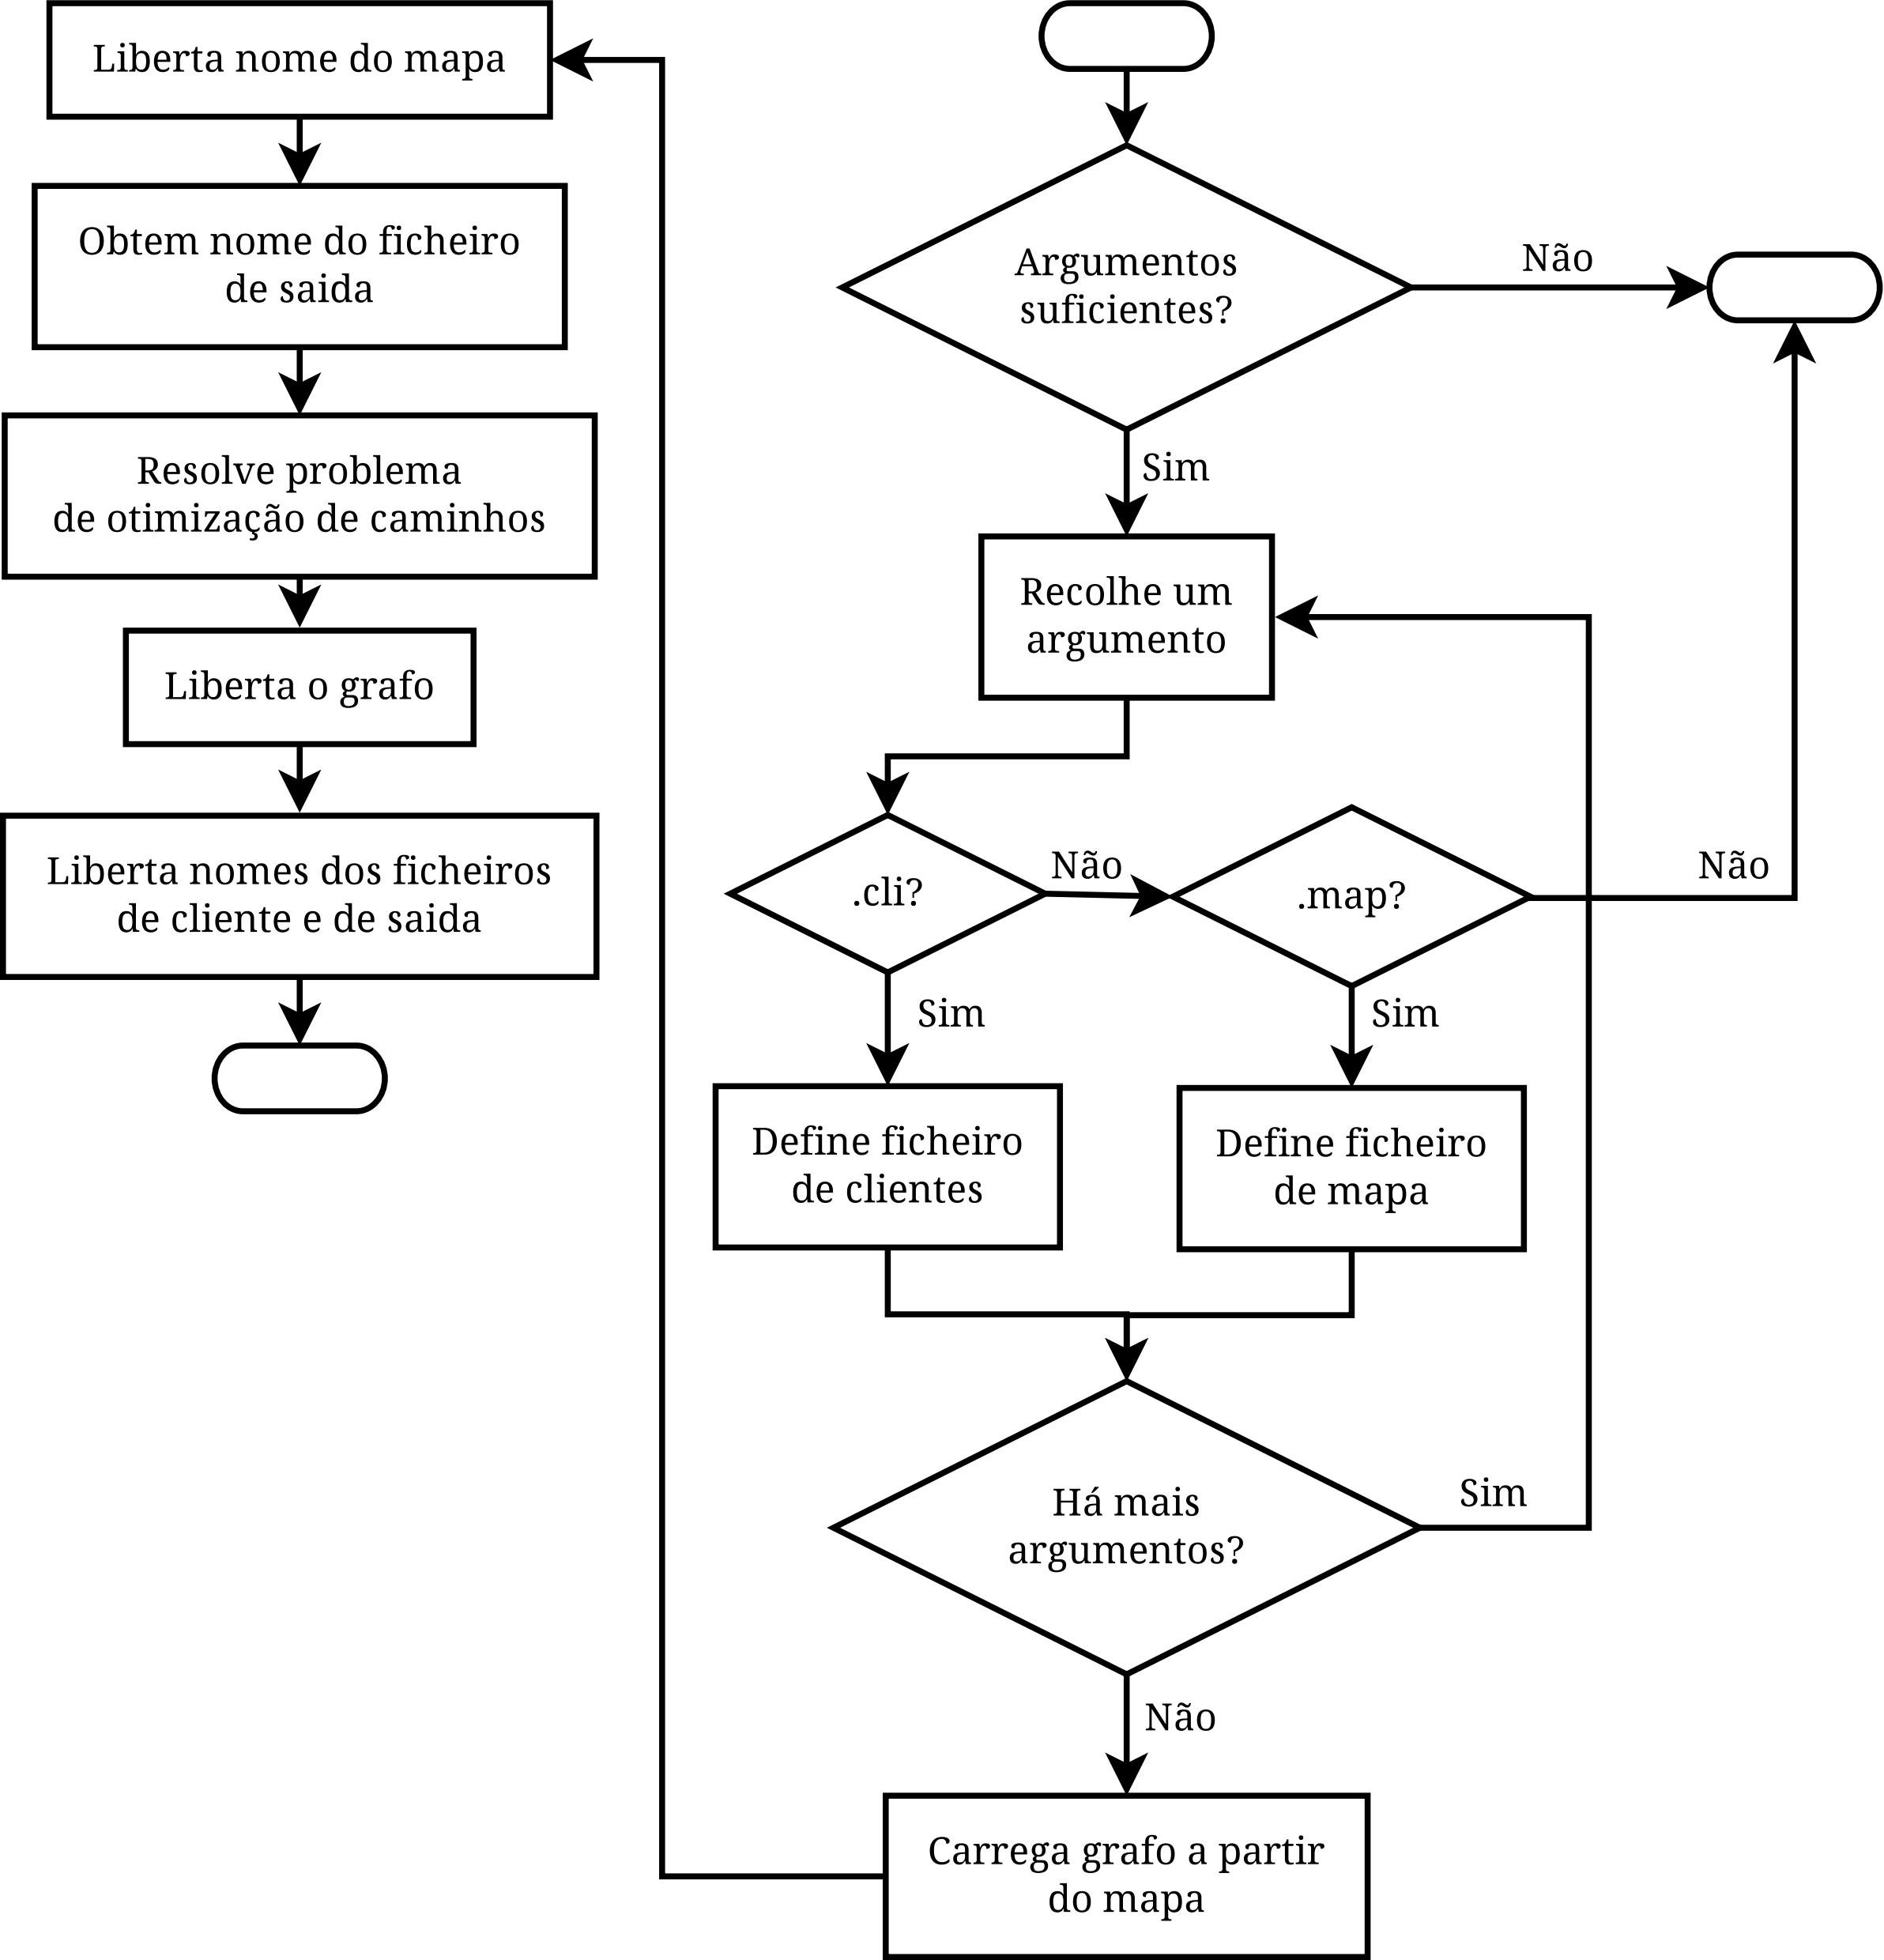 Liberta nome do mapa
Obtem nome do ficheiro
de saida
Resolve problema
de otimização de caminhos
Liberta o grafo
Liberta nomes dos ficheiros
de cliente e de saida
Argumentos
suficientes?
Não
Sim
Recolhe um
argumento
.cli?
Não
.map?
Não
Sim
Sim
Define ficheiro
de clientes
Define ficheiro
de mapa
Há mais
argumentos?
Sim
Não
Carrega grafo a partir
do mapa